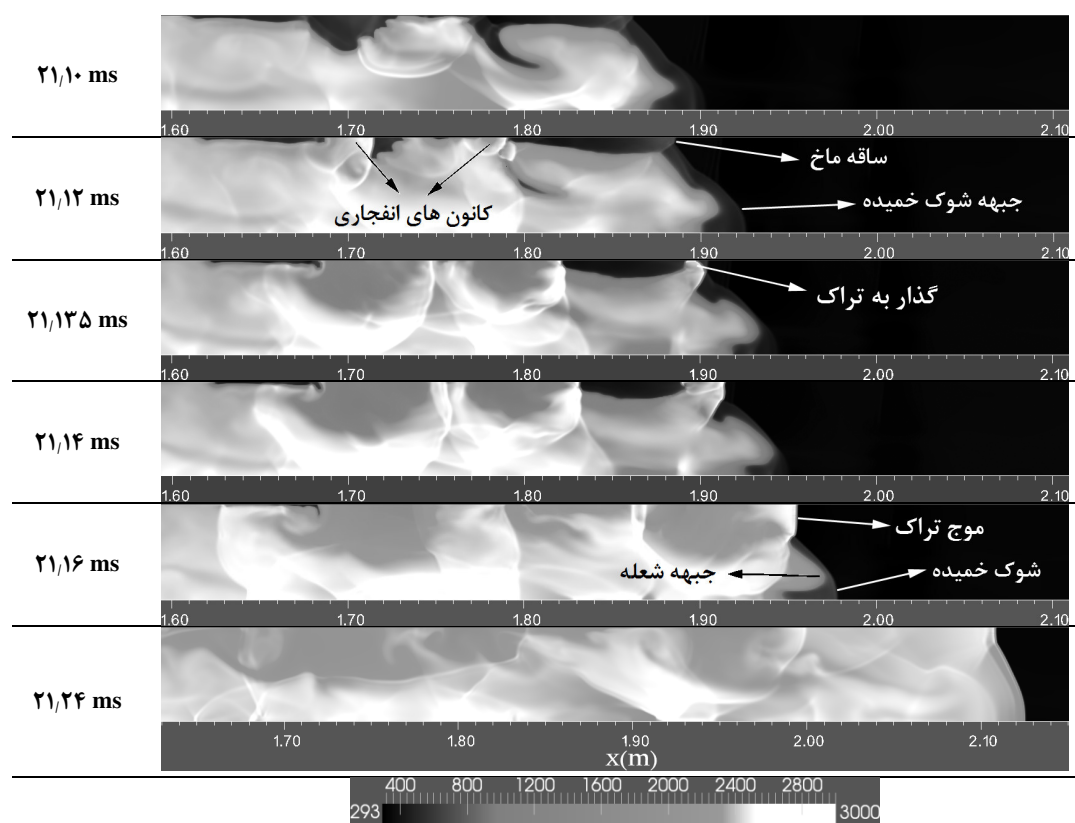 ۲۱٫۱۰ ms
1.60 1.70 1.80 1.90 2.00 2.10
۲۱٫۱۲ ms
ساقه ماخ
جبهه شوک خمیده
کانون های انفجاری
1.60 1.70 1.80 1.90 2.00 2.10
۲۱٫۱۳۵ ms
گذار به تراک
1.60 1.70 1.80 1.90 2.00 2.10
۲۱٫۱۴ ms
1.60 1.70 1.80 1.90 2.00 2.10
۲۱٫۱۶ ms
موج تراک
شوک خمیده
جبهه شعله
1.60 1.70 1.80 1.90 2.00 2.10
۲۱٫۲۴ ms
1.70 1.80 1.90 2.00 2.10
x(m)
400 800 1200 1600 2000 2400 2800
293 3000